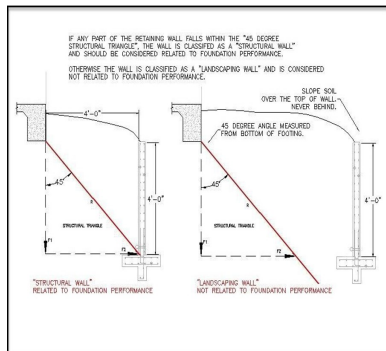 IF ANY PART OF THE RETAINING WALL FALLS WITHIN THE "45 DEGREE
STRUCTURAL TRIANGLE", THE WALL IS CLASSIFIED AS A "STRUCTURAL WALL"
AND SHOULD BE CONSIDERED RELATED TO FOUNDATION PERFORMANCE.
OTHERWISE THE WALL IS CLASSIFIED AS A "LANDSCAPING WALL" AND IS CONSIDERED
NOT RELATED TO FOUNDATION PERFORMANCE.
SLOPE SOIL
OVER THE TOP OF WALL.
NEVER BEHIND.
4'-0"
45 DEGREE ANGLE MEASURED
FROM BOTTOM OF FOOTING.
45°
45°
4'-0"
4'-0"
R
R
STRUCTURAL TRIANGLE
STRUCTURAL TRIANGLE
F1
F2
F1
F2
"STRUCTURAL WALL"
RELATED TO FOUNDATION PERFORMANCE
"LANDSCAPING WALL"
NOT RELATED TO FOUNDATION PERFORMANCE